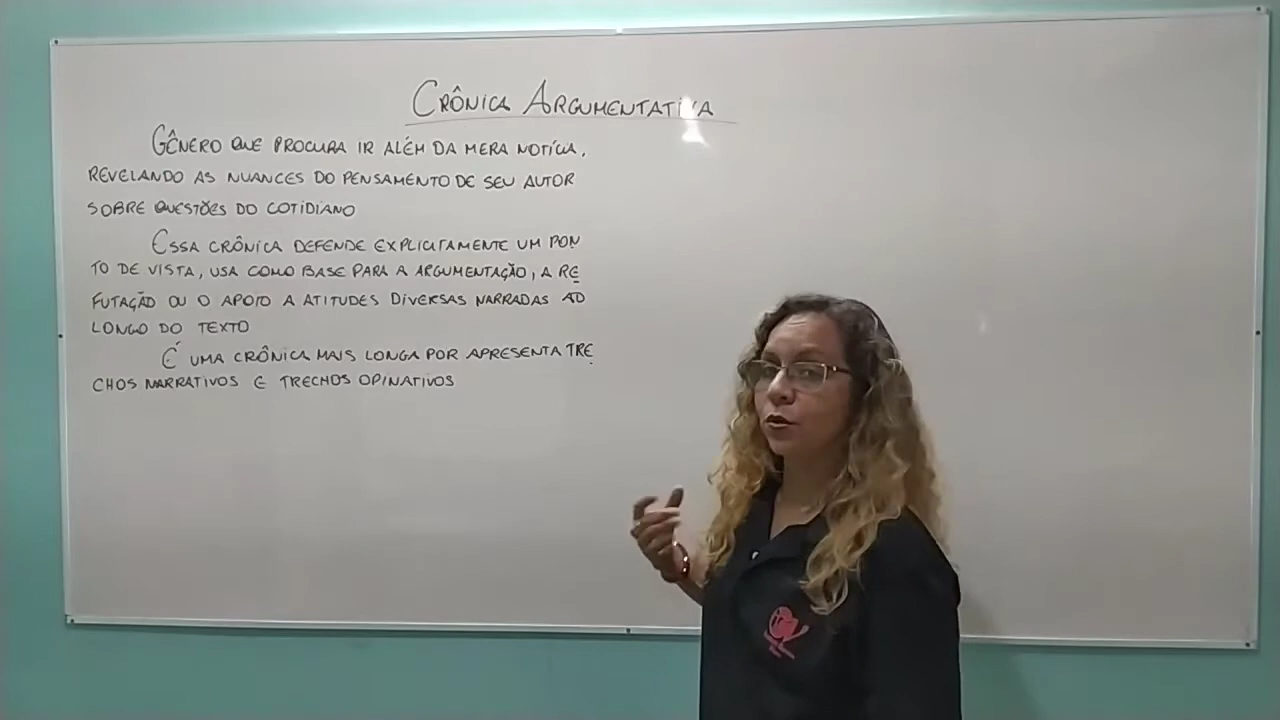 CRÔNICA ARGUMENTATIVA
GÊNERO QUE PROCURA IR ALÉM DA MERA NOTÍCIA,
REVELANDO AS NUANCES DO PENSAMENTO DE SEU AUTOR
SOBRE QUESTÕES DO COTIDIANO
ESSA CRÔNICA DEFENDE EXPLICITAMENTE UM PON
TO DE VISTA, USA COMO BASE PARA A ARGUMENTAÇÃO, A RE
FUTAÇÃO OU O APOIO A ATITUDES DIVERSAS NARRADAS AO
LONGO DO TEXTO
É UMA CRÔNICA MAIS LONGA POR APRESENTA TRE
CHOS NARRATIVOS E TRECHOS OPINATIVOS